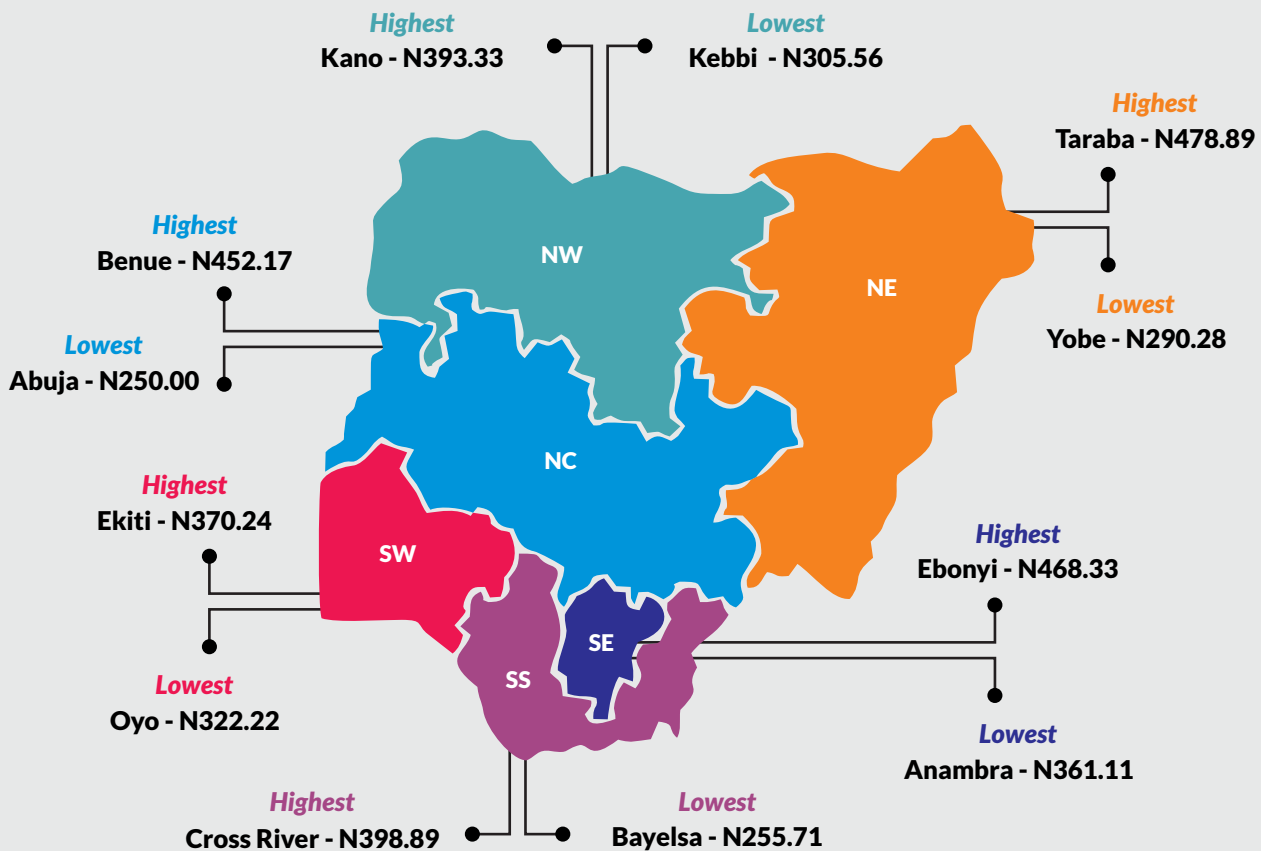 Highest
Kano - N393.33
Lowest
Kebbi - N305.56
Highest
Taraba - N478.89
Lowest
Yobe - N290.28
Highest
Benue - N452.17
Lowest
Abuja - N250.00
NW
NE
NC
SW
SE
SS
Highest
Ekiti - N370.24
Lowest
Oyo - N322.22
Highest
Ebonyi - N468.33
Lowest
Anambra - N361.11
Highest
Cross River - N398.89
Lowest
Bayelsa - N255.71